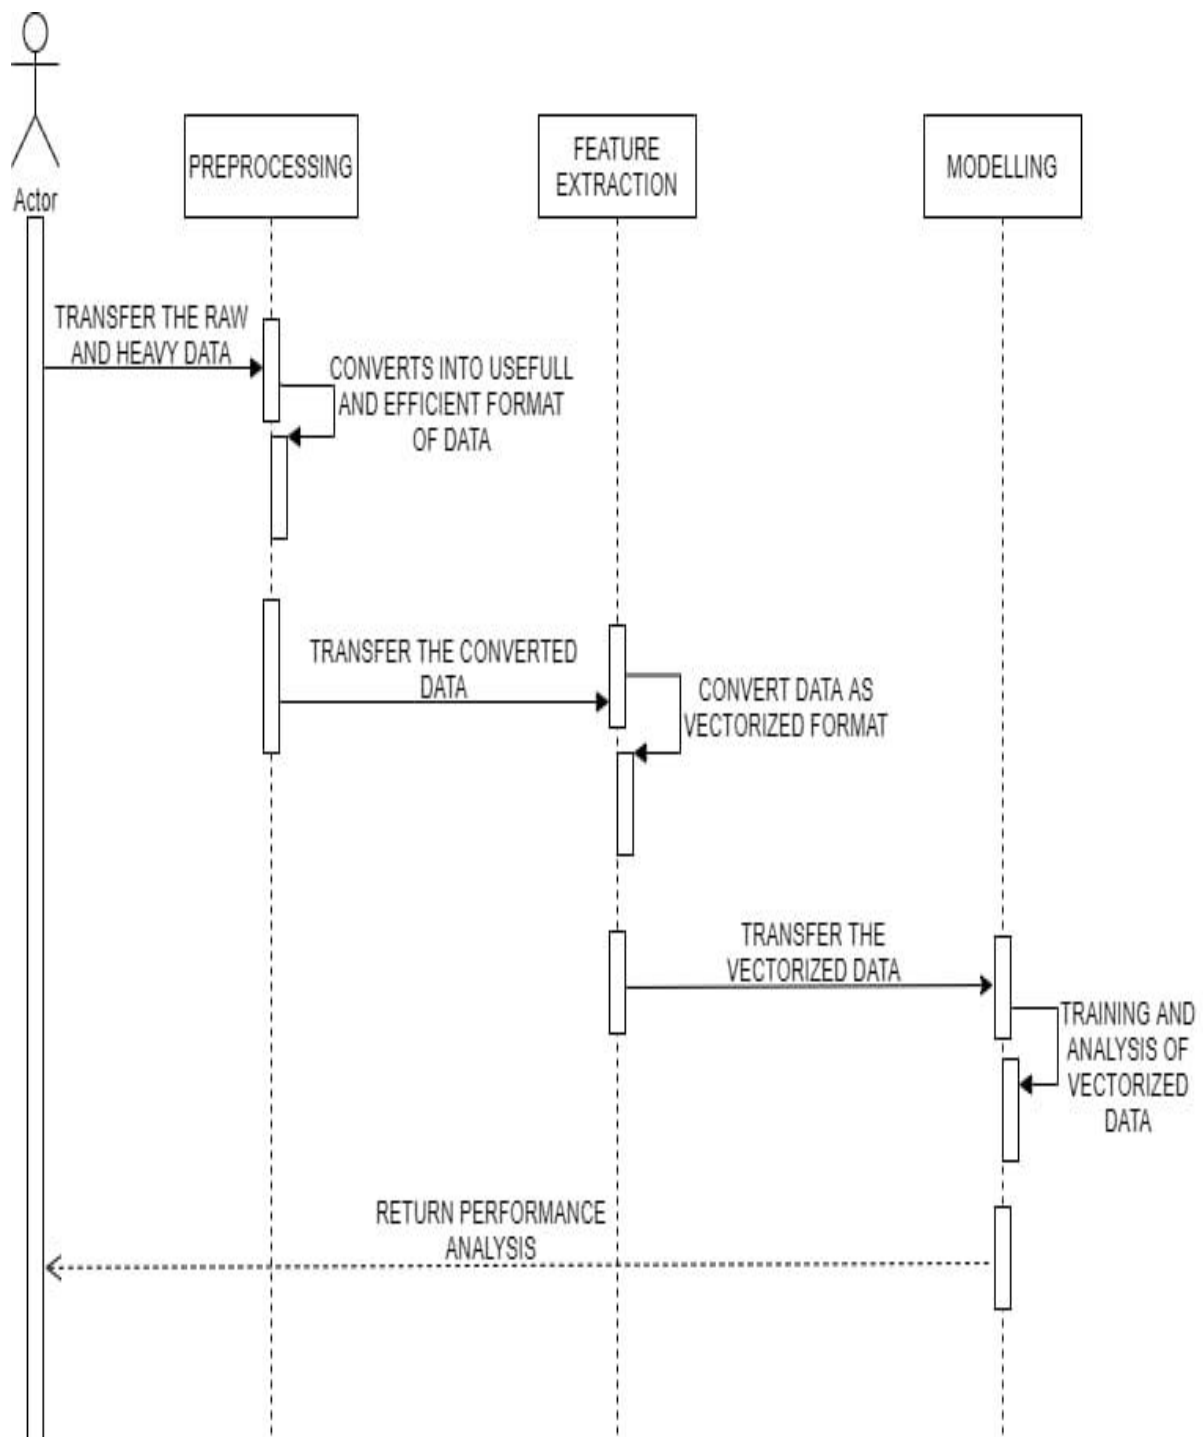 Actor
PREPROCESSING
FEATURE
EXTRACTION
MODELLING
TRANSFER THE RAW
AND HEAVY DATA
CONVERTS INTO USEFULL
AND EFFICIENT FORMAT
OF DATA
TRANSFER THE CONVERTED
DATA
CONVERT DATA AS
VECTORIZED FORMAT
TRANSFER THE
VECTORIZED DATA
TRAINING AND
ANALYSIS OF
VECTORIZED
DATA
RETURN PERFORMANCE
ANALYSIS